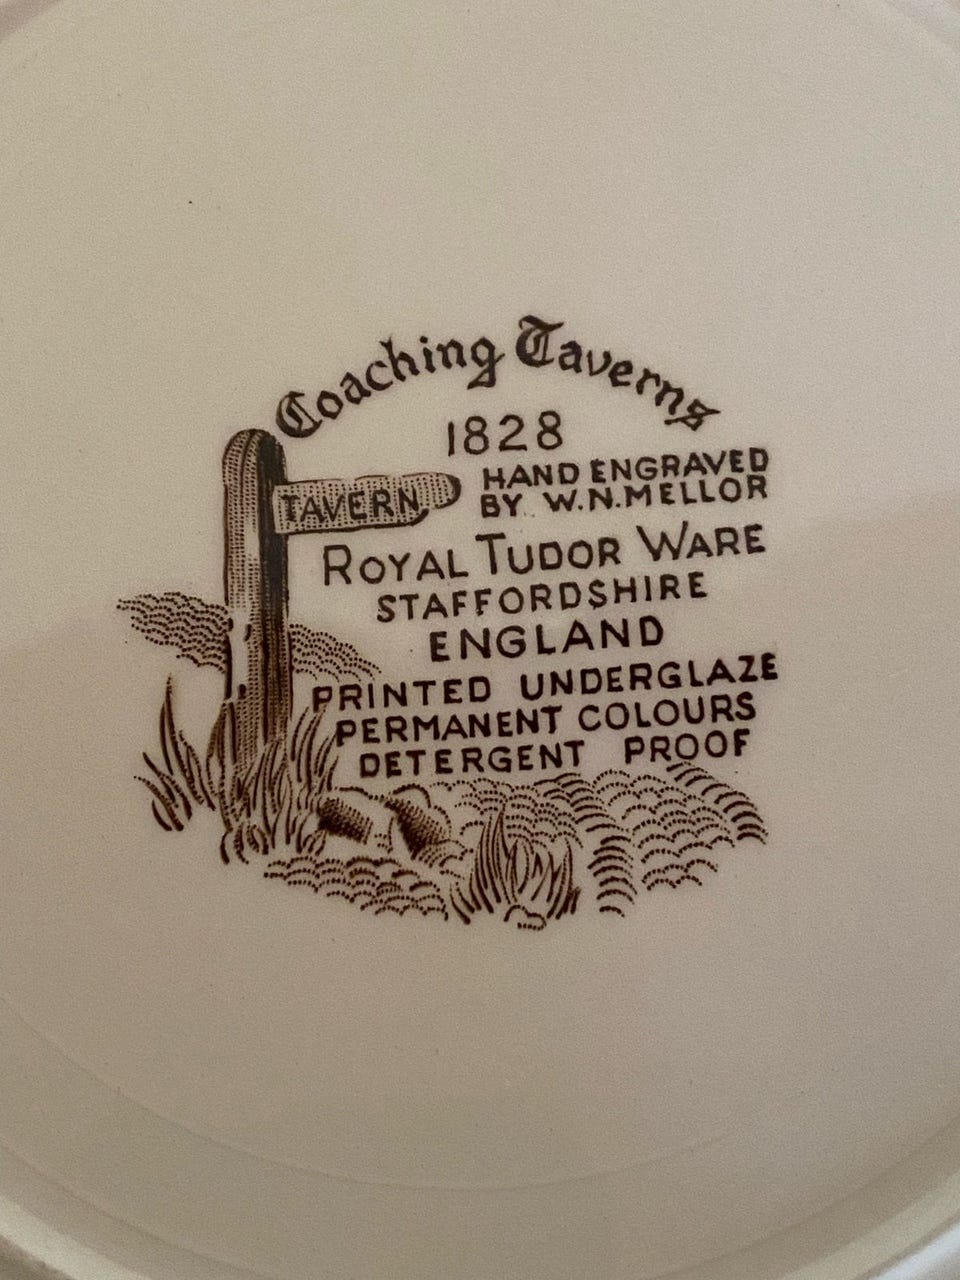 Coaching Taverns
1828
HAND ENGRAVED
BY W.N.MELLOR
TAVERN
ROYAL TUDOR WARE
STAFFORDSHIRE
ENGLAND
PRINTED UNDERGLAZE
PERMANENT COLOURS
DETERGENT PROOF